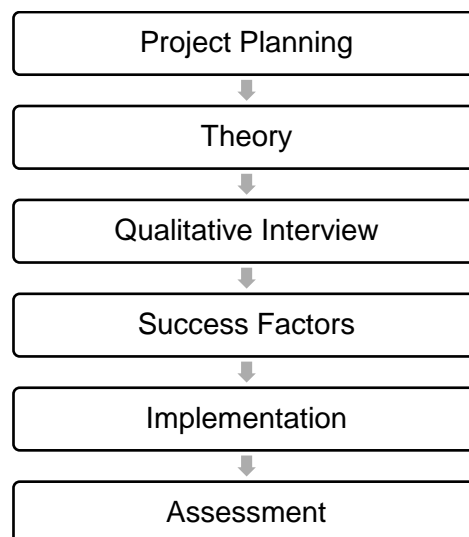 Project Planning
Theory
Qualitative Interview
Success Factors
Implementation
Assessment